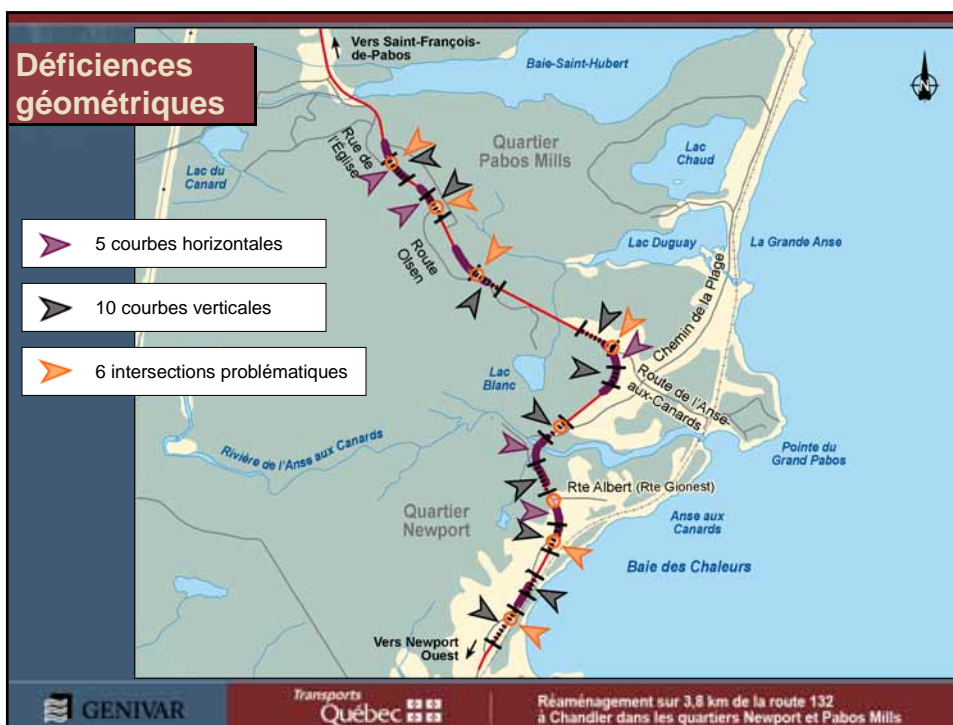 Déficiences
géométriques
Vers Saint-François-
de-Pabos
Baie-Saint-Hubert
Rue de
l'Église
Quartier
Pabos Mills
Lac
Chaud
Lac du
Canard
5 courbes horizontales
10 courbes verticales
6 intersections problématiques
Route
Olsen
Lac Duguay
La Grande Anse
Chemin de la Plage
Lac
Blanc
Route de l'Anse-
aux-Canards
Rivière de l'Anse aux Canards
Pointe du
Grand Pabos
Rte Albert (Rte Gionest)
Quartier
Newport
Anse aux
Canards
Baie des Chaleurs
Vers Newport
Ouest
GENIVAR
Transports
Québec
Réaménagement sur 3,8 km de la route 132
à Chandler dans les quartiers Newport et Pabos Mills